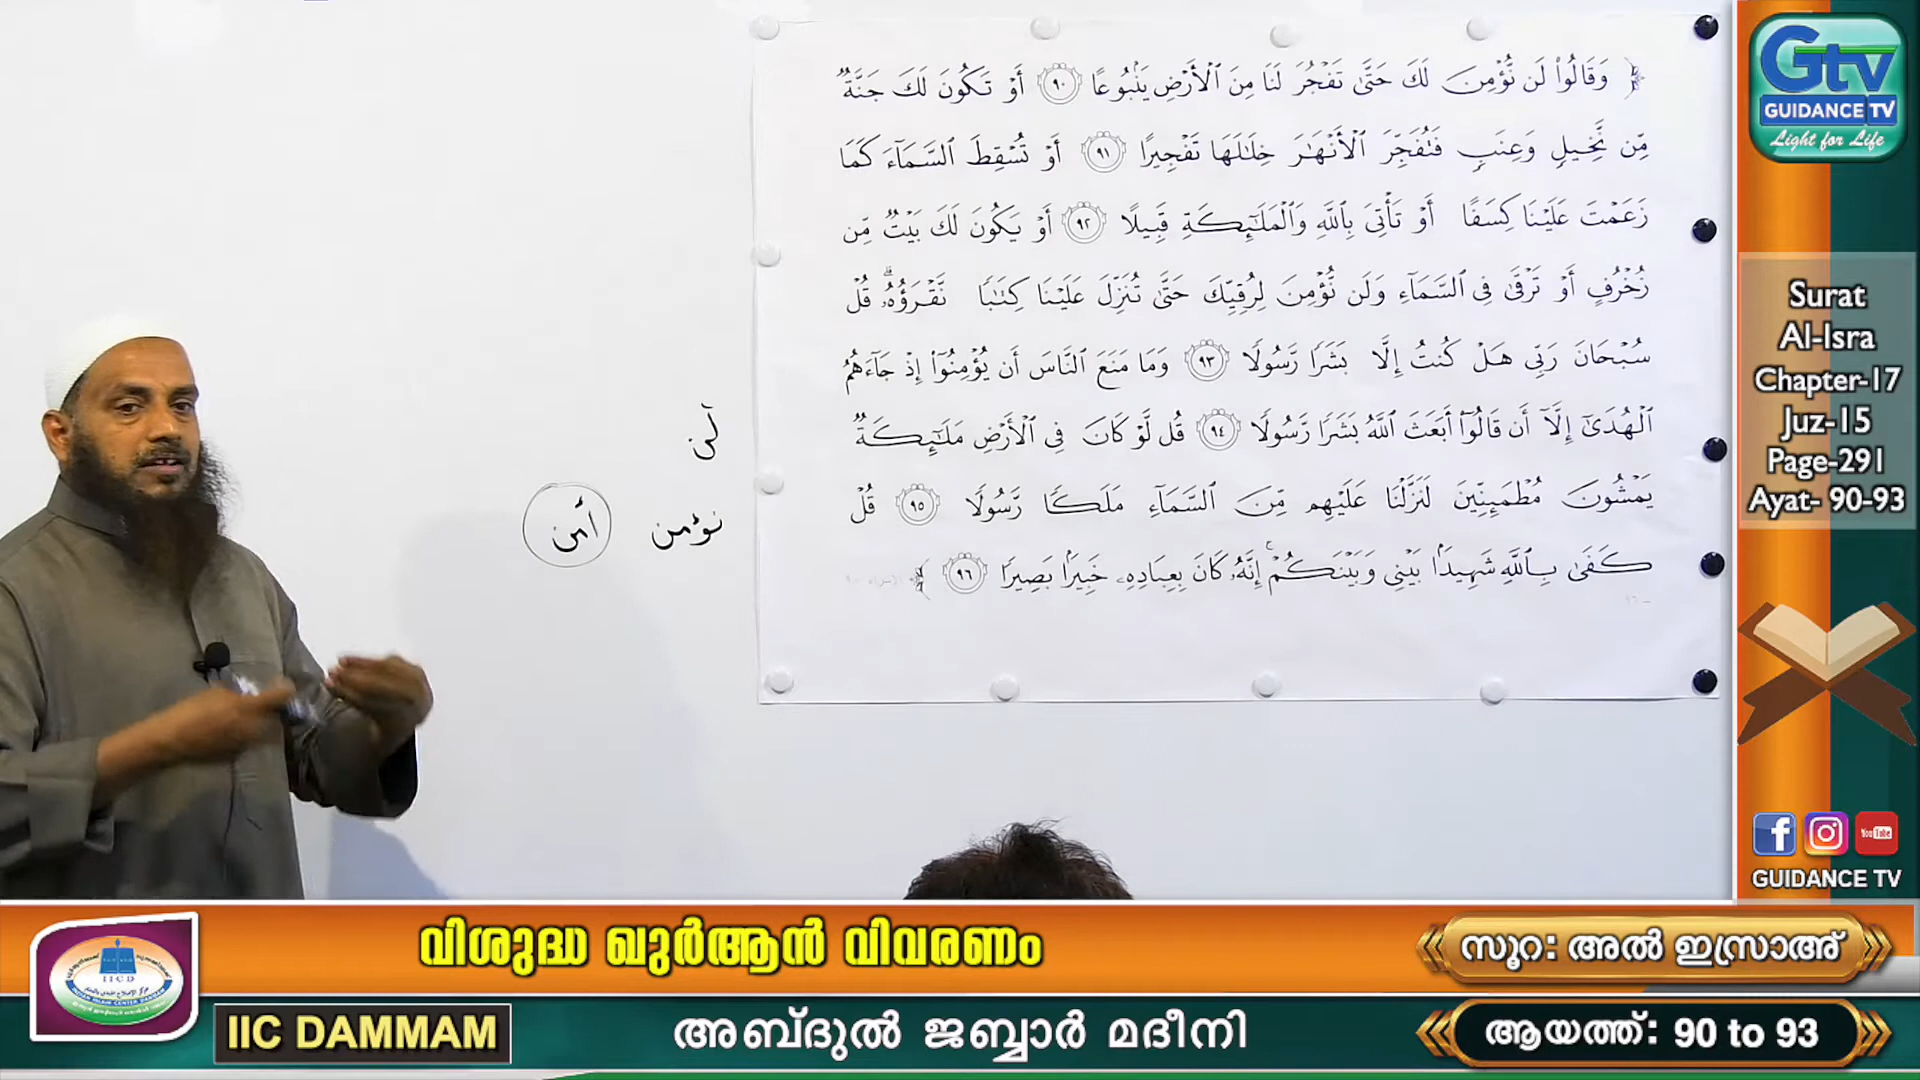 ﴿ وَقَالُوا۟ لَن نُّؤْمِنَ لَكَ حَتَّىٰ تَفْجُرَ لَنَا مِنَ ٱلْأَرْضِ يَنۢبُوعًا ٩٠ أَوْ تَكُونَ لَكَ جَنَّةٌ
مِّن نَّخِيلٍ وَعِنَبٍ فَتُفَجِّرَ ٱلْأَنْهَـٰرَ خِلَـٰلَهَا تَفْجِيرًا ٩١ أَوْ تُسْقِطَ ٱلسَّمَآءَ كَمَا
زَعَمْتَ عَلَيْنَا كِسَفًا أَوْ تَأْتِىَ بِٱللَّهِ وَٱلْمَلَـٰٓئِكَةِ قَبِيلًا ٩٢ أَوْ يَكُونَ لَكَ بَيْتٌ مِّن
زُخْرُفٍ أَوْ تَرْقَىٰ فِى ٱلسَّمَآءِ وَلَن نُّؤْمِنَ لِرُقِيِّكَ حَتَّىٰ تُنَزِّلَ عَلَيْنَا كِتَـٰبًا نَّقْرَؤُهُۥ ۗ قُلْ
سُبْحَانَ رَبِّى هَلْ كُنتُ إِلَّا بَشَرًا رَّسُولًا ٩٣ وَمَا مَنَعَ ٱلنَّاسَ أَن يُؤْمِنُوٓا۟ إِذْ جَآءَهُمُ
ٱلْهُدَىٰٓ إِلَّآ أَن قَالُوٓا۟ أَبَعَثَ ٱللَّهُ بَشَرًا رَّسُولًا ٩٤ قُل لَّوْ كَانَ فِى ٱلْأَرْضِ مَلَـٰٓئِكَةٌ
يَمْشُونَ مُطْمَئِنِّينَ لَنَزَّلْنَا عَلَيْهِم مِّنَ ٱلسَّمَآءِ مَلَكًا رَّسُولًا ٩٥ قُلْ
كَفَىٰ بِٱللَّهِ شَهِيدًۢا بَيْنِى وَبَيْنَكُمْ ۚ إِنَّهُۥ كَانَ بِعِبَادِهِۦ خَبِيرًۢا بَصِيرًا ٩٦ ﴾
لن
نؤمن أمن
Gtv
GUIDANCE TV
Light for Life
Surat
Al-Isra
Chapter-17
Juz-15
Page-291
Ayat- 90-93
GUIDANCE TV
വിശുദ്ധ ഖുർആൻ വിവരണം
സൂറ: അൽ ഇസ്രാഅ്
IICD
IIC DAMMAM
അബ്ദുൽ ജബ്ബാർ മദീനി
ആയത്ത്: 90 to 93